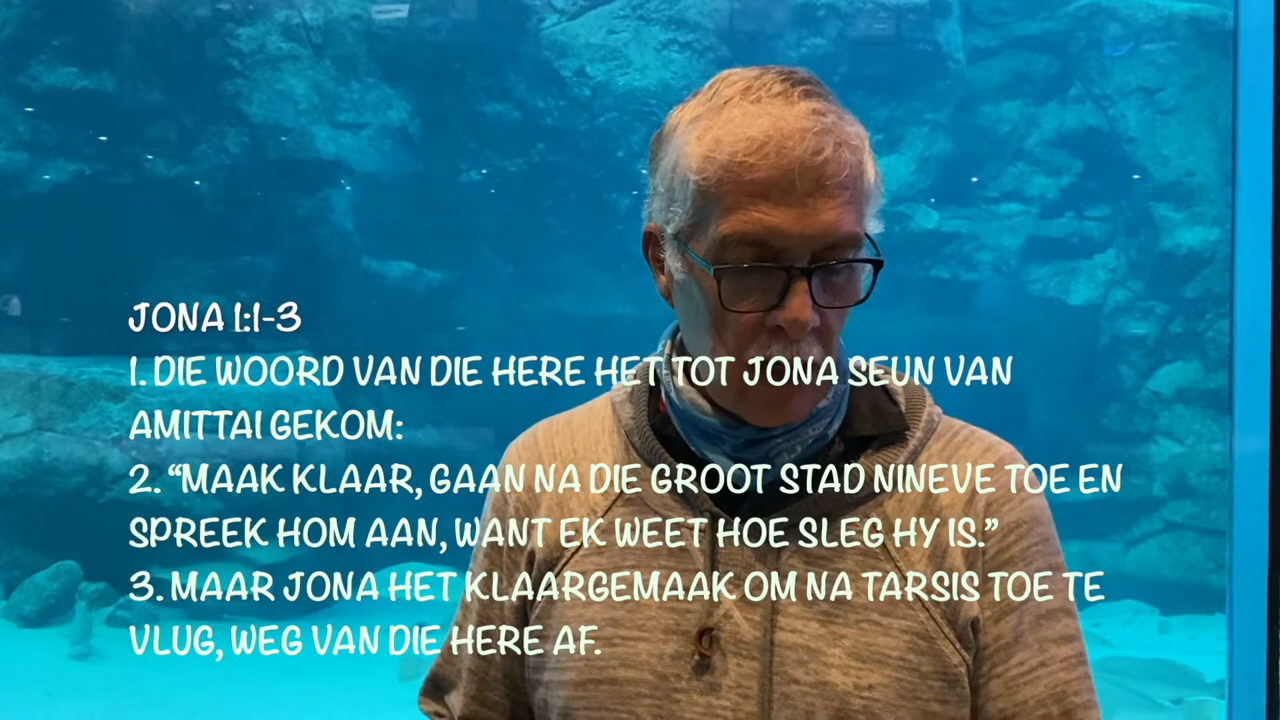 JONA 1:1-3
1. DIE WOORD VAN DIE HERE HET TOT JONA SEUN VAN
AMITTAI GEKOM:
2. “MAAK KLAAR, GAAN NA DIE GROOT STAD NINEVE TOE EN
SPREEK HOM AAN, WANT EK WEET HOE SLEG HY IS.”
3. MAAR JONA HET KLAARGEMAAK OM NA TARSIS TOE TE
VLUG, WEG VAN DIE HERE AF.